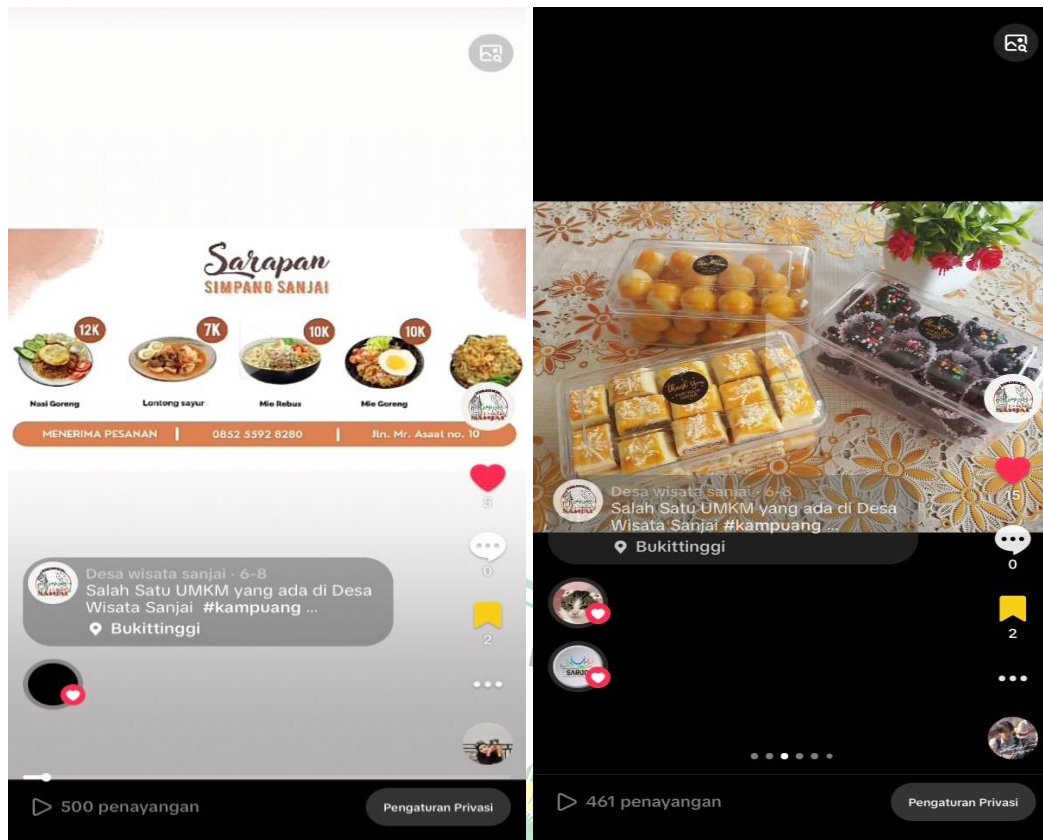 Sarapan
SIMPANG SANJAI
12K
7K
10K
10K
Nasi Goreng
Lontong sayur
Mie Rebus
Mie Goreng
MENERIMA PESANAN | 0852 5592 8280 | Jln. Mr. Asaat no. 10
SANJAI
5
0
Desa wisata sanjai · 6-8
Salah Satu UMKM yang ada di Desa
Wisata Sanjai #kampuang ...
Bukittinggi
2
500 penayangan
Pengaturan Privasi
Thank You
SANJAI
15
Desa wisata sanjai · 6-8
Salah Satu UMKM yang ada di Desa
Wisata Sanjai #kampuang ...
Bukittinggi
0
2
461 penayangan
Pengaturan Privasi